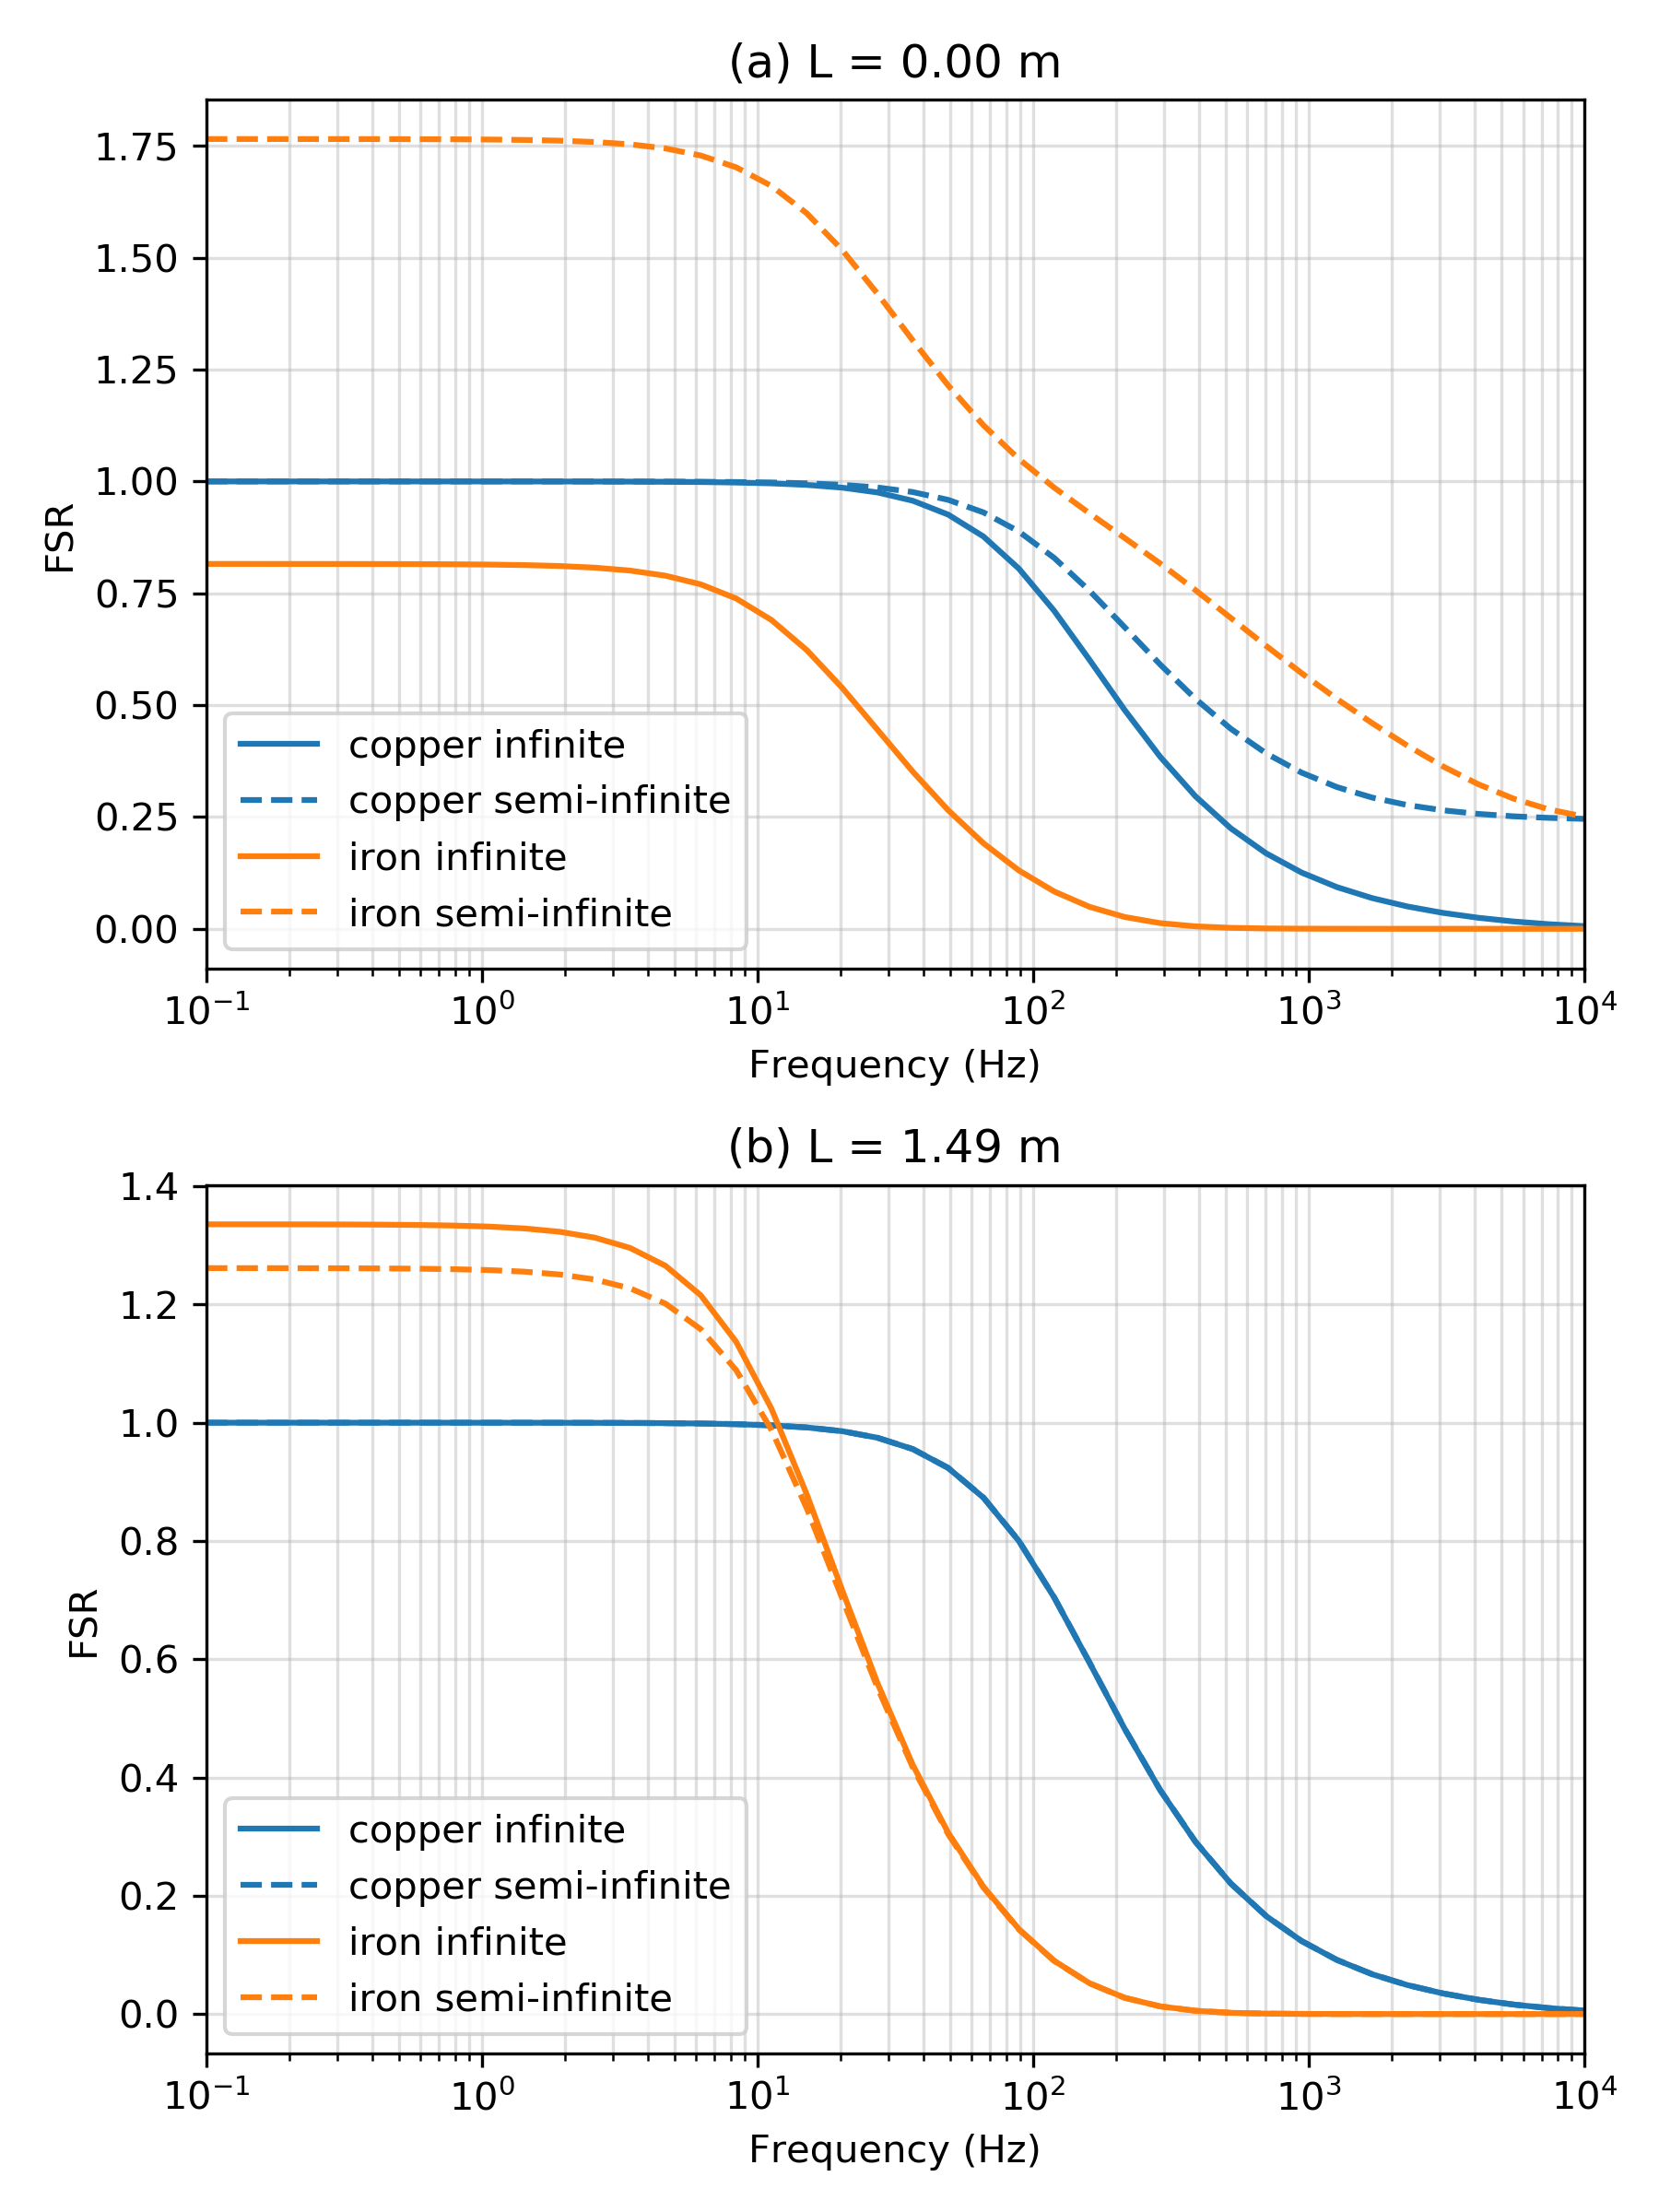 (a) L = 0.00 m
1.75
1.50
1.25
1.00
0.75
0.50
0.25
0.00
FSR
copper infinite
copper semi-infinite
iron infinite
iron semi-infinite
10⁻¹ 10⁰ 10¹ 10² 10³ 10⁴
Frequency (Hz)
(b) L = 1.49 m
1.4
1.2
1.0
0.8
0.6
0.4
0.2
0.0
FSR
copper infinite
copper semi-infinite
iron infinite
iron semi-infinite
10⁻¹ 10⁰ 10¹ 10² 10³ 10⁴
Frequency (Hz)